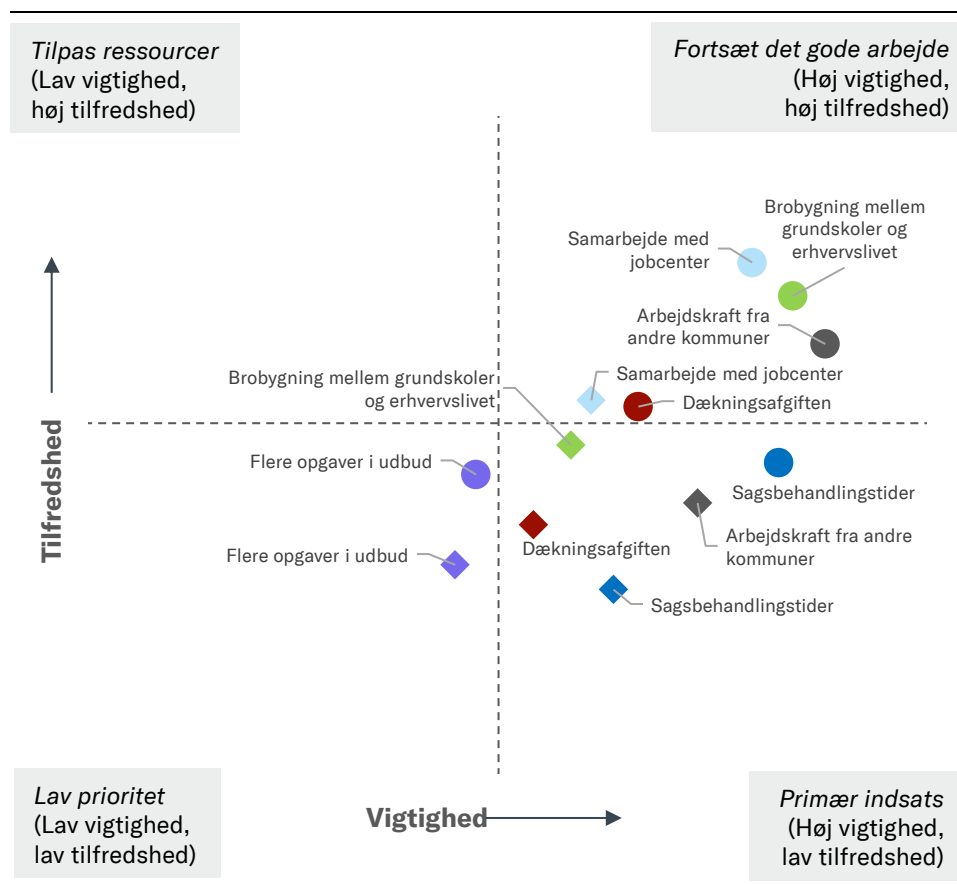 Tilpas ressourcer
(Lav vigtighed,
høj tilfredshed)
Fortsæt det gode arbejde
(Høj vigtighed,
høj tilfredshed)
Brobygning mellem
grundskoler og
erhvervslivet
Samarbejde med
jobcenter
Arbejdskraft fra
andre kommuner
Samarbejde med jobcenter
Brobygning mellem grundskoler
og erhvervslivet
Dækningsafgiften
Tilfredshed
Flere opgaver i udbud
Sagsbehandlingstider
Arbejdskraft fra andre
kommuner
Dækningsafgiften
Flere opgaver i udbud
Sagsbehandlingstider
Lav prioritet
(Lav vigtighed,
lav tilfredshed)
Vigtighed
Primær indsats
(Høj vigtighed,
lav tilfredshed)